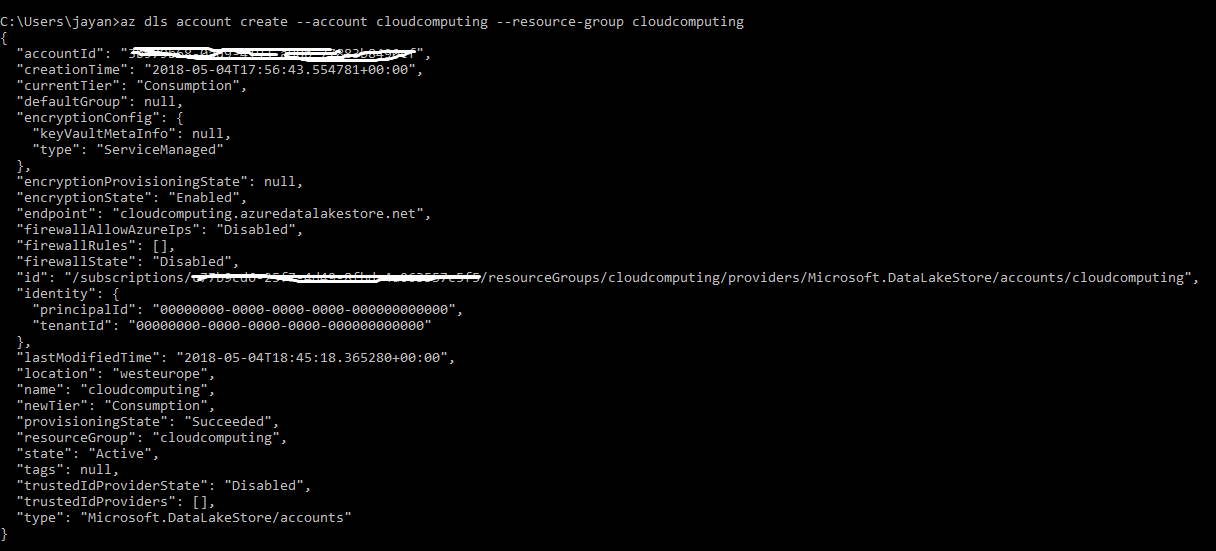 C:\Users\jayan>az dls account create --account cloudcomputing --resource-group cloudcomputing
{
  "accountId": "",
  "creationTime": "2018-05-04T17:56:43.554781+00:00",
  "currentTier": "Consumption",
  "defaultGroup": null,
  "encryptionConfig": {
    "keyVaultMetaInfo": null,
    "type": "ServiceManaged"
  },
  "encryptionProvisioningState": null,
  "encryptionState": "Enabled",
  "endpoint": "cloudcomputing.azuredatalakestore.net",
  "firewallAllowAzureIps": "Disabled",
  "firewallRules": [],
  "firewallState": "Disabled",
  "id": "/subscriptions/ /resourceGroups/cloudcomputing/providers/Microsoft.DataLakeStore/accounts/cloudcomputing",
  "identity": {
    "principalId": "00000000-0000-0000-0000-000000000000",
    "tenantId": "00000000-0000-0000-0000-000000000000"
  },
  "lastModifiedTime": "2018-05-04T18:45:18.365280+00:00",
  "location": "westeurope",
  "name": "cloudcomputing",
  "newTier": "Consumption",
  "provisioningState": "Succeeded",
  "resourceGroup": "cloudcomputing",
  "state": "Active",
  "tags": null,
  "trustedIdProviderState": "Disabled",
  "trustedIdProviders": [],
  "type": "Microsoft.DataLakeStore/accounts"
}